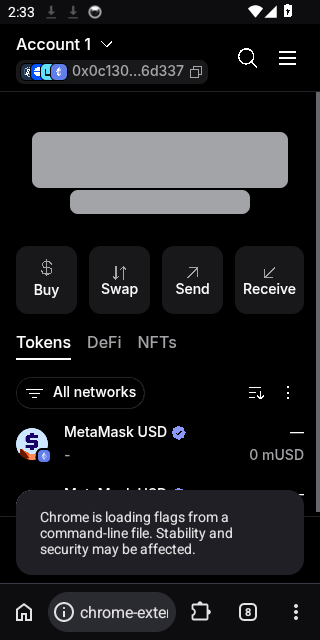 2:33
Account 1
0x0c130...6d337
Buy
Swap
Send
Receive
Tokens
DeFi
NFTs
All networks
MetaMask USD
-
—
0 mUSD
Chrome is loading flags from a
command-line file. Stability and
security may be affected.
chrome-exte
8